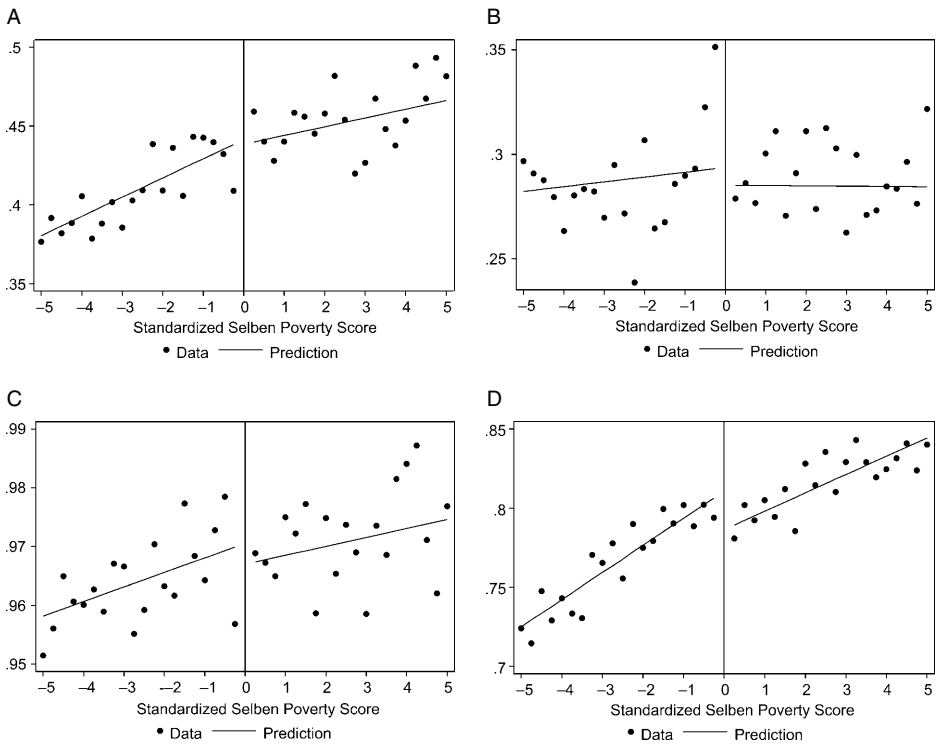 A
.5
.45
.4
.35
–5 –4 –3 –2 –1 0 1 2 3 4 5
Standardized Selben Poverty Score
Data Prediction
B
.35
.3
.25
–5 –4 –3 –2 –1 0 1 2 3 4 5
Standardized Selben Poverty Score
Data Prediction
C
.99
.98
.97
.96
.95
–5 –4 –3 -–2 –1 0 1 2 3 4 5
Standardized Selben Poverty Score
Data Prediction
D
.85
.8
.75
.7
–5 –4 –3 –2 –1 0 1 2 3 4 5
Standardized Selben Poverty Score
Data Prediction